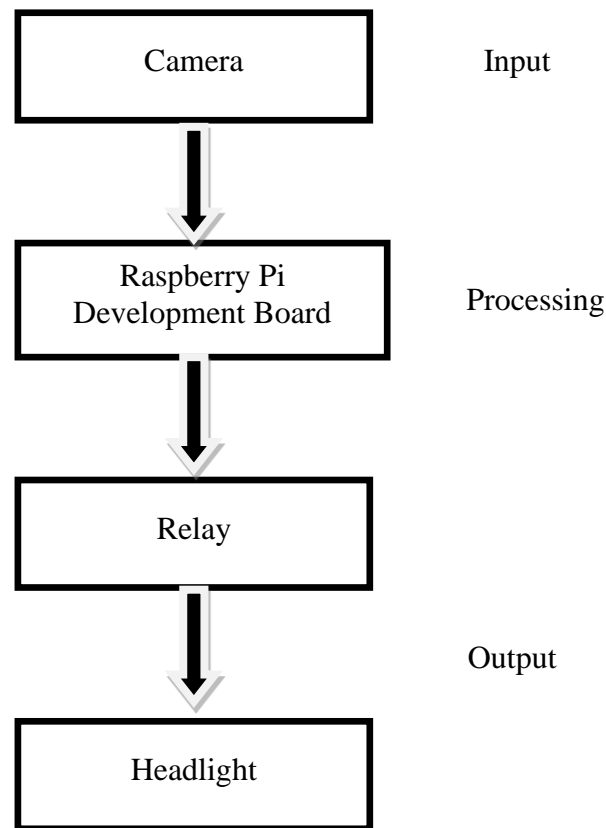 Camera
Input
Raspberry Pi
Development Board
Processing
Relay
Output
Headlight